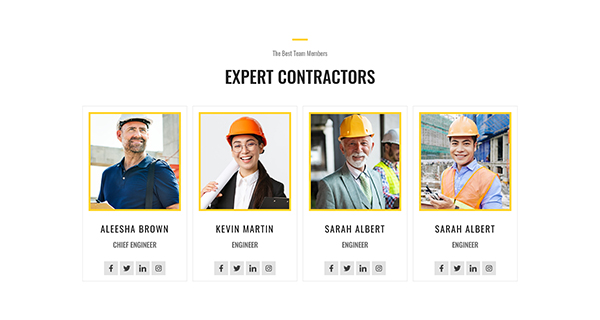 The Best Team Members
EXPERT CONTRACTORS
ALEESHA BROWN
CHIEF ENGINEER
KEVIN MARTIN
ENGINEER
SARAH ALBERT
ENGINEER
SARAH ALBERT
ENGINEER